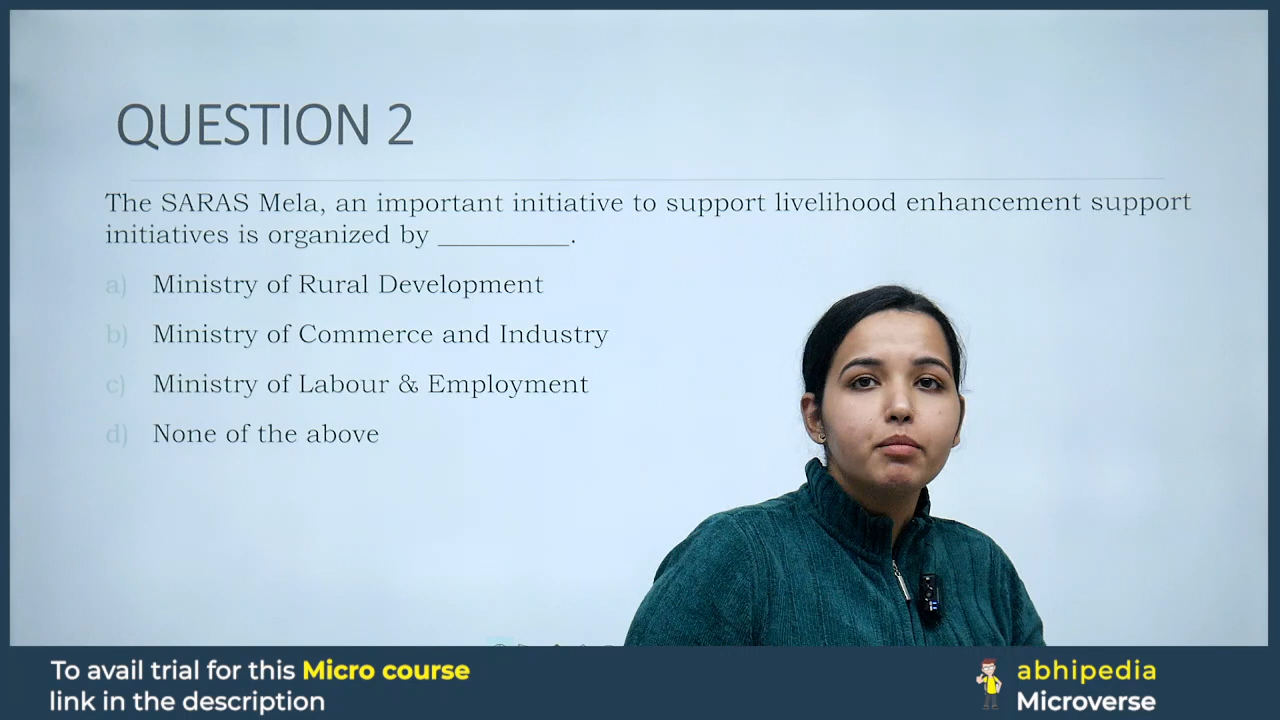 QUESTION 2
The SARAS Mela, an important initiative to support livelihood enhancement support
initiatives is organized by __________.
a) Ministry of Rural Development
b) Ministry of Commerce and Industry
c) Ministry of Labour & Employment
d) None of the above
To avail trial for this Micro course
link in the description
abhipedia
Microverse